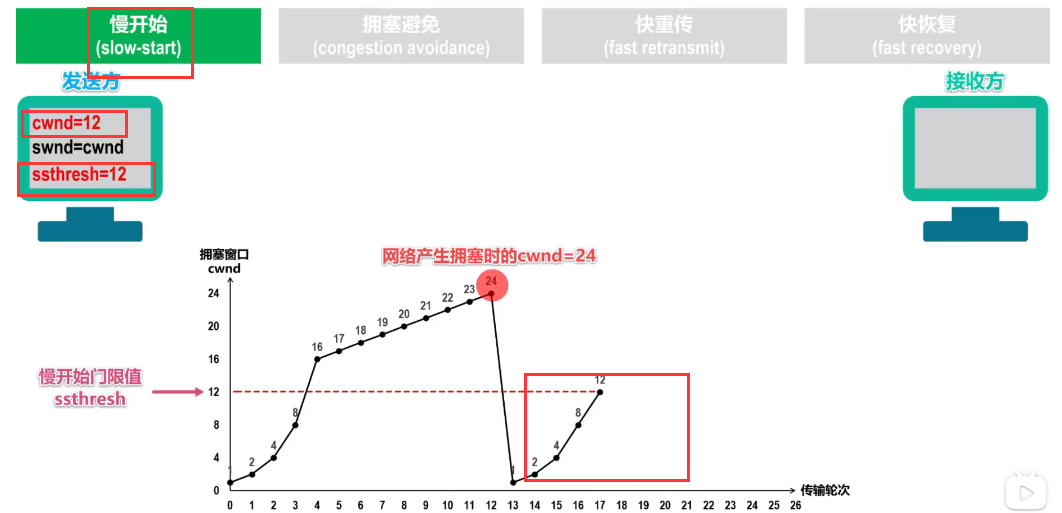 慢开始
(slow-start)
拥塞避免
(congestion avoidance)
快重传
(fast retransmit)
快恢复
(fast recovery)
发送方
接收方
cwnd=12
swnd=cwnd
ssthresh=12
网络产生拥塞时的cwnd=24
拥塞窗口
cwnd
24
20
16
12
8
4
0
慢开始门限值
ssthresh
2
4
8
16
17
18
19
20
21
22
23
24
1
2
4
8
12
0 1 2 3 4 5 6 7 8 9 10 11 12 13 14 15 16 17 18 19 20 21 22 23 24 25 26
传输轮次